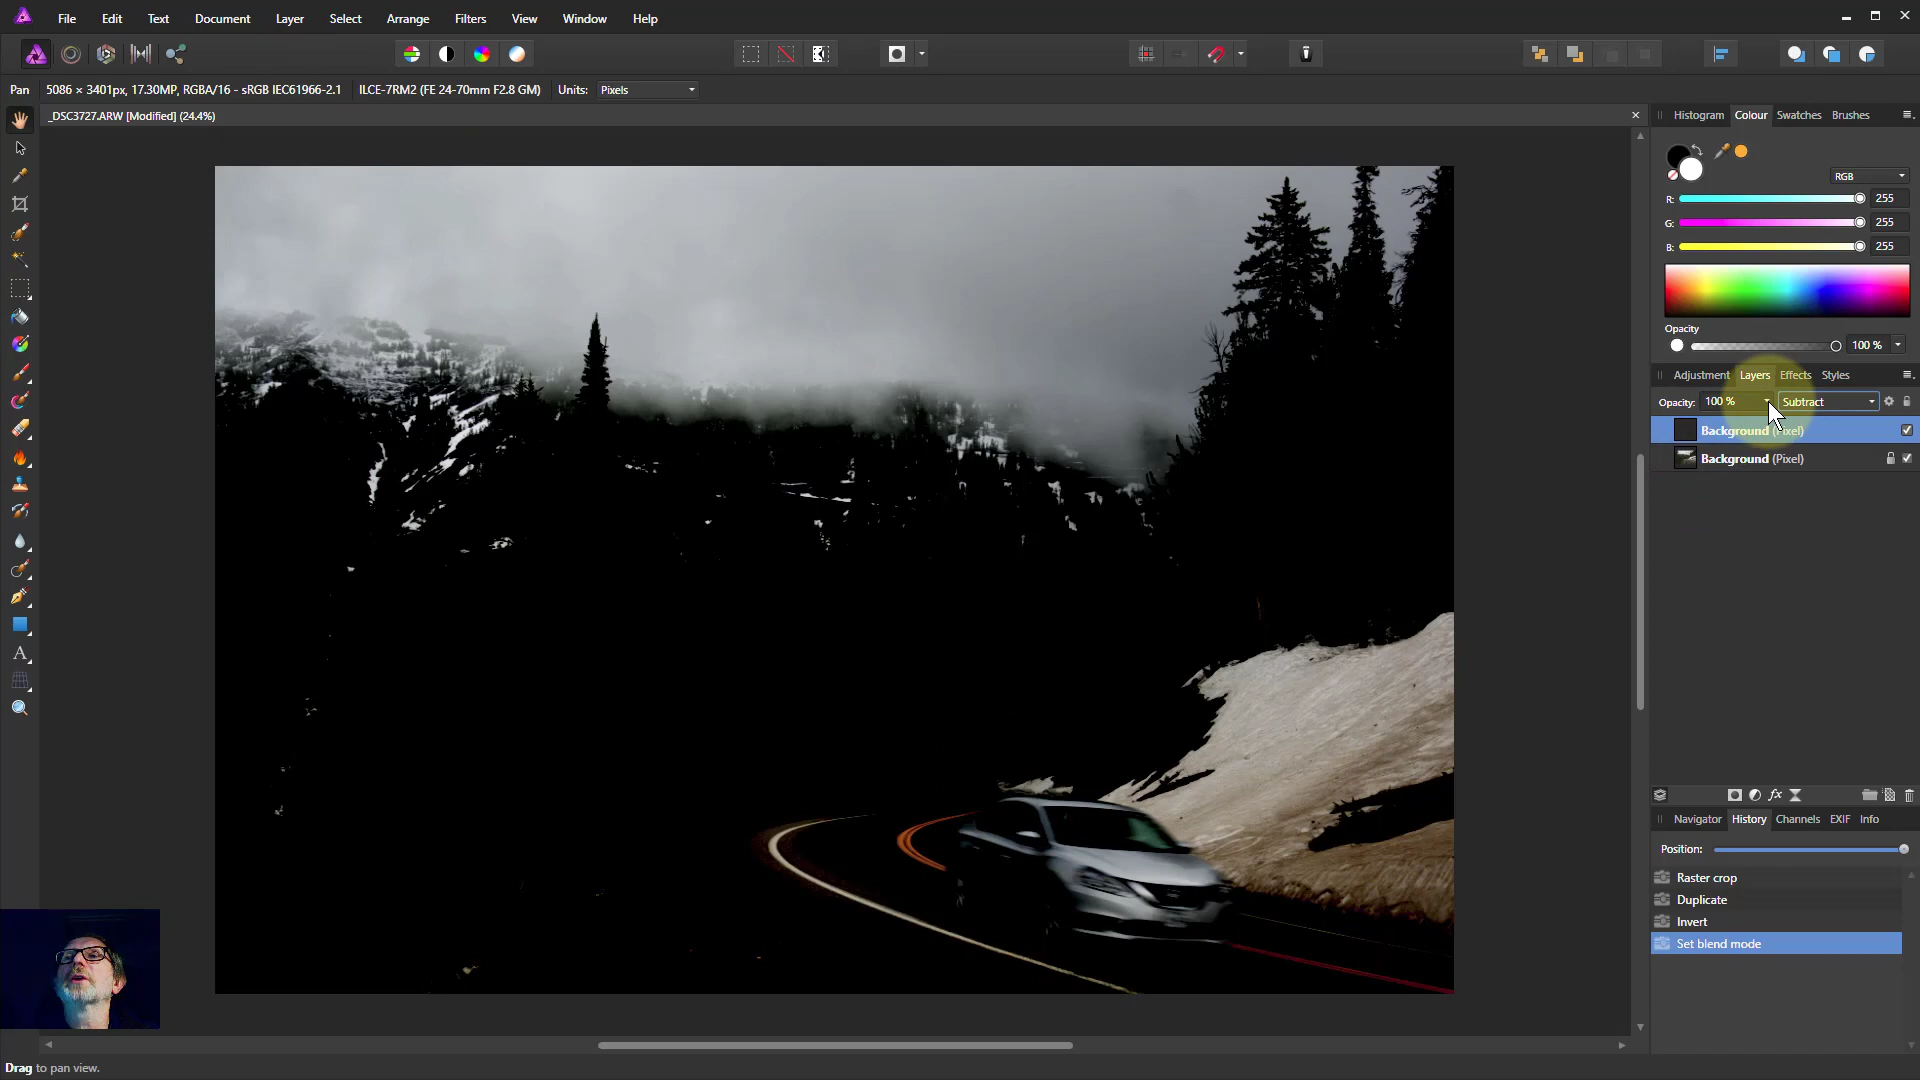 File Edit Text Document Layer Select Arrange Filters View Window Help
Pan 5086 × 3401px, 17.30MP, RGBA/16 - sRGB IEC61966-2.1 ILCE-7RM2 (FE 24-70mm F2.8 GM) Units: Pixels
_DSC3727.ARW [Modified] (24.4%)
Histogram Colour Swatches Brushes
RGB
R: 255
G: 255
B: 255
Opacity
100 %
Adjustment Layers Effects Styles
Opacity: 100 % Subtract
Background (Pixel)
Background (Pixel)
fx
Navigator History Channels EXIF Info
Position:
Raster crop
Duplicate
Invert
Set blend mode
A
Drag to pan view.